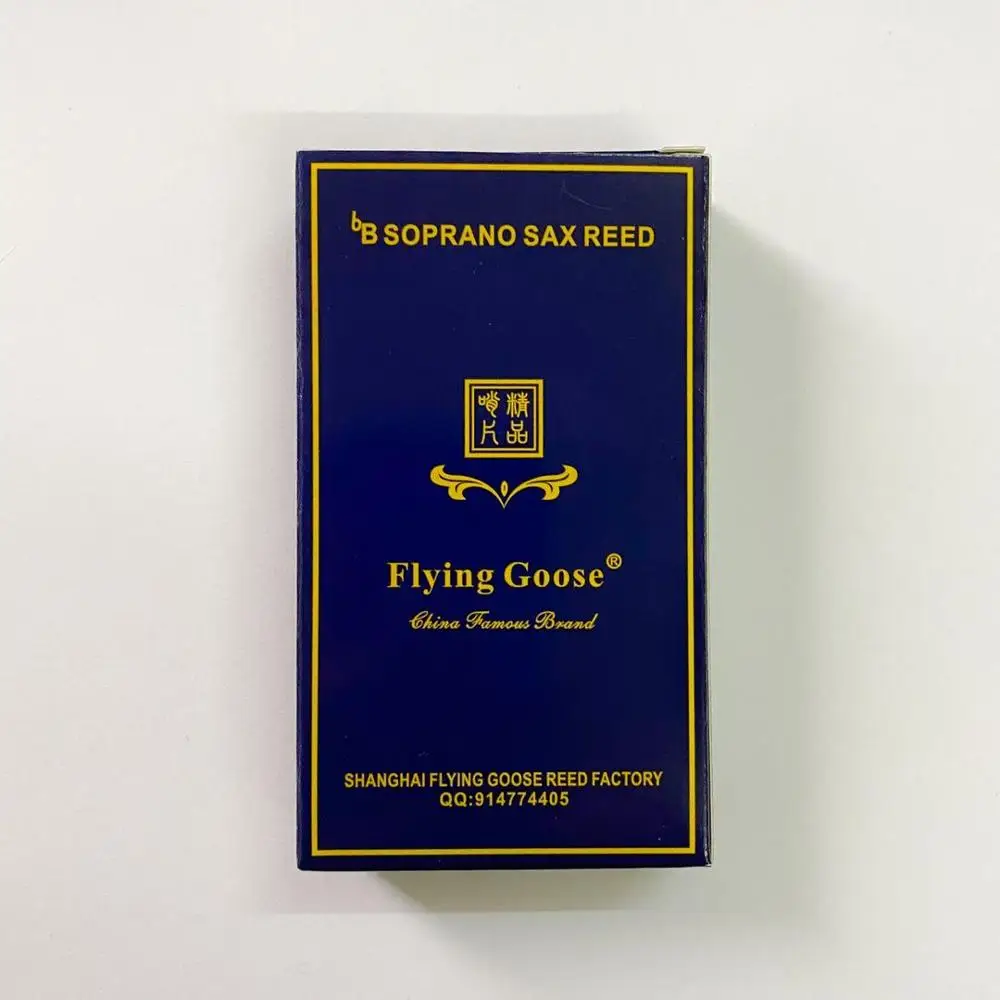 ♭B SOPRANO SAX REED
精品
哨片
Flying Goose®
China Famous Brand
SHANGHAI FLYING GOOSE REED FACTORY
QQ:914774405